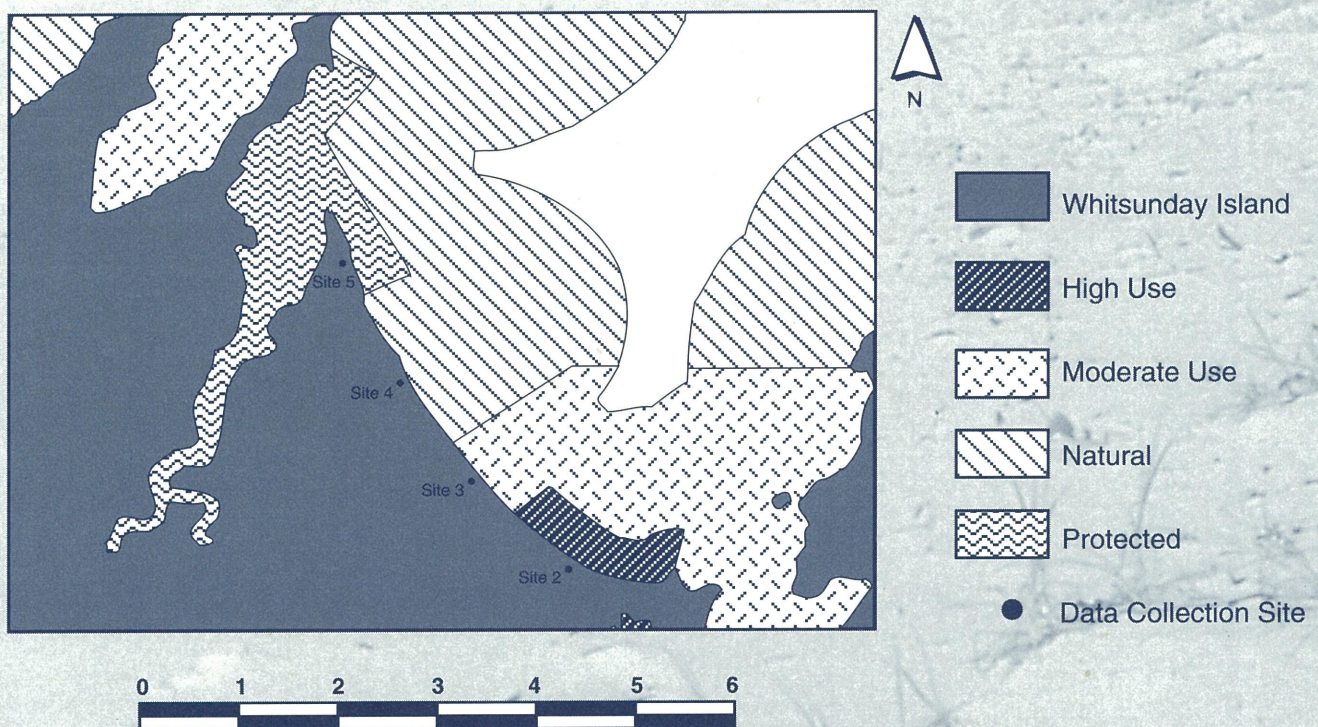 N
Whitsunday Island
High Use
Moderate Use
Natural
Protected
Data Collection Site
Site 5
Site 4
Site 3
Site 2
0 1 2 3 4 5 6